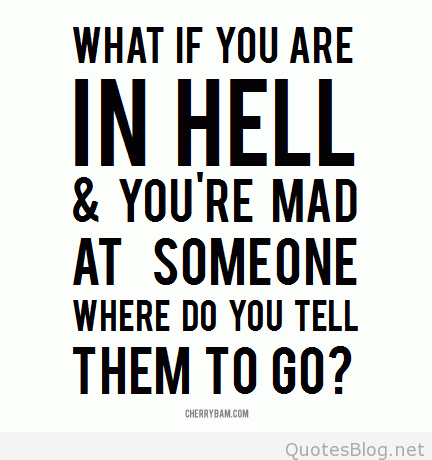 WHAT IF YOU ARE
IN HELL
& YOU'RE MAD
AT SOMEONE
WHERE DO YOU TELL
THEM TO GO?
CHERRYBAM.COM
QuotesBlog.net